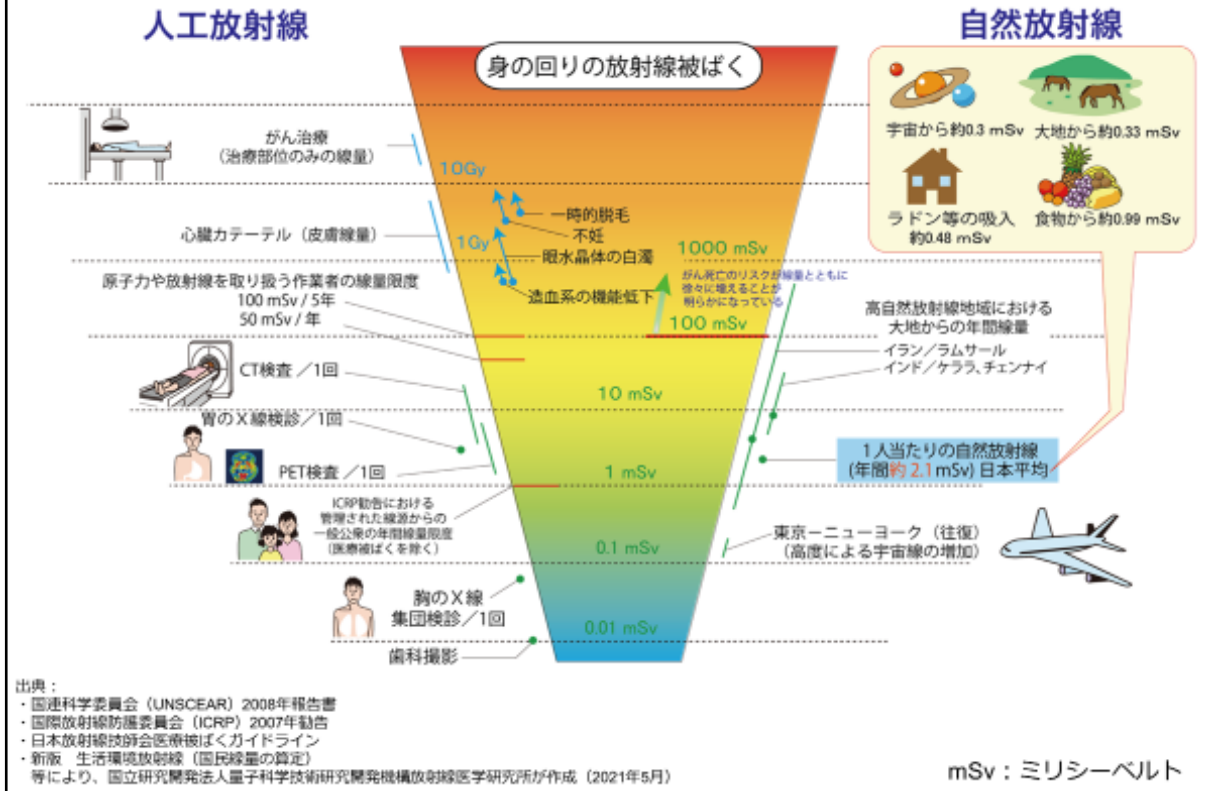 人工放射線
自然放射線
身の回りの放射線被ばく
がん治療
(治療部位のみの線量)
10Gy
心臓カテーテル(皮膚線量)
1Gy
原子力や放射線を取り扱う作業者の線量限度
100 mSv / 5年
50 mSv / 年
CT検査 /1回
胃のX線検診/1回
PET検査 /1回
ICRP勧告における
管理された線源からの
一般公衆の年間線量限度
(医療被ばくを除く)
胸のX線
集団検診/1回
歯科撮影
一時的脱毛
不妊
眼水晶体の白濁
造血系の機能低下
1000 mSv
がん死亡のリスクが線量とともに
徐々に増えることが
明らかになっている
100 mSv
10 mSv
1 mSv
0.1 mSv
0.01 mSv
宇宙から約0.3 mSv
大地から約0.33 mSv
ラドン等の吸入
約0.48 mSv
食物から約0.99 mSv
高自然放射線地域における
大地からの年間線量
イラン/ラムサール
インド/ケララ、チェンナイ
1人当たりの自然放射線
(年間約 2.1 mSv) 日本平均
東京ーニューヨーク (往復)
(高度による宇宙線の増加)
出典:
・国連科学委員会(UNSCEAR)2008年報告書
・国際放射線防護委員会(ICRP)2007年勧告
・日本放射線技師会医療被ばくガイドライン
・新版 生活環境放射線(国民線量の算定)
等により、国立研究開発法人量子科学技術研究開発機構放射線医学研究所が作成(2021年5月)
mSv:ミリシーベルト